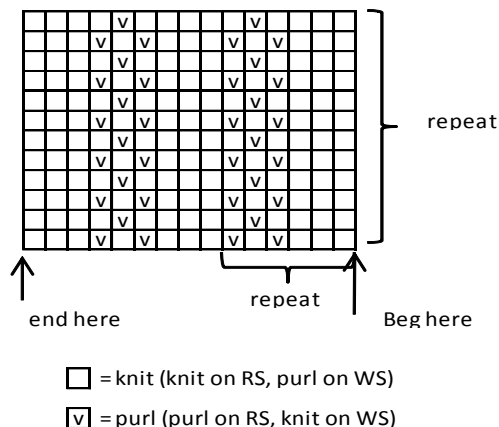 v v
v v v v
v v
v v v v
v v
v v v v
v v
v v v v
v v
v v v v
v v
v v v v
repeat
repeat
end here
Beg here
= knit (knit on RS, purl on WS)
v = purl (purl on RS, knit on WS)